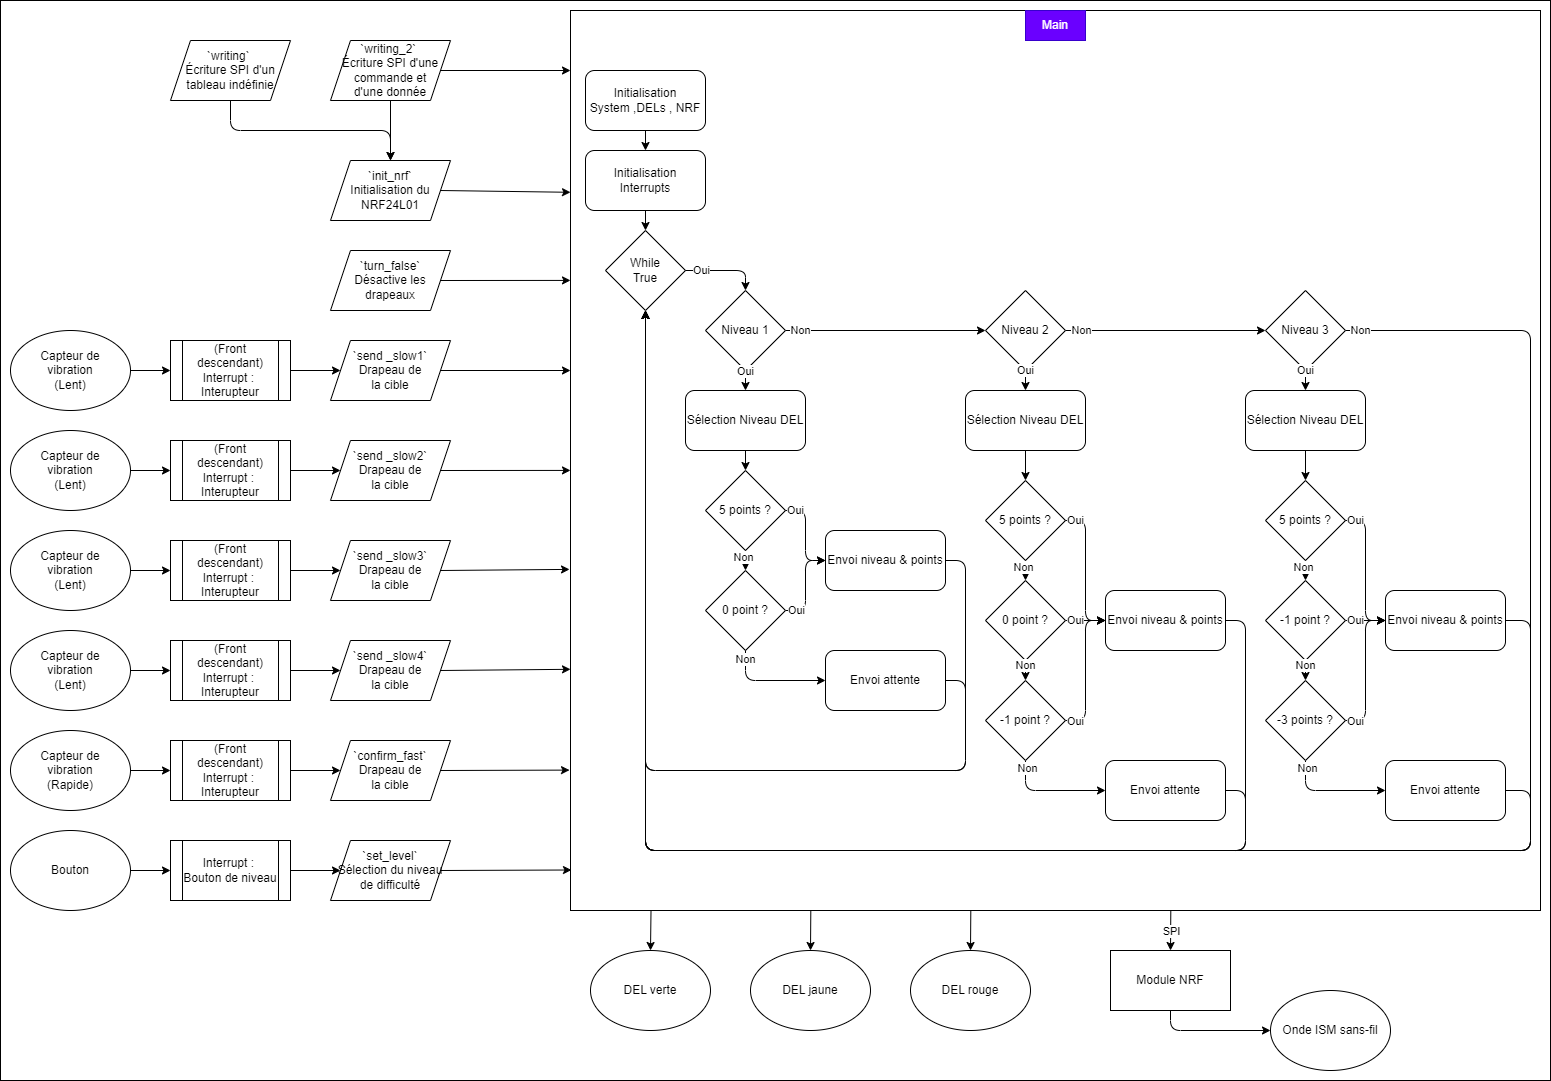 Main
`writing`
Écriture SPI d'un
tableau indéfinie
`writing_2`
Écriture SPI d'une
commande et
d'une donnée
`init_nrf`
Initialisation du
NRF24L01
`turn_false`
Désactive les
drapeaux
Capteur de
vibration
(Lent)
(Front
descendant)
Interrupt :
Interupteur
`send _slow1`
Drapeau de
la cible
Capteur de
vibration
(Lent)
(Front
descendant)
Interrupt :
Interupteur
`send _slow2`
Drapeau de
la cible
Capteur de
vibration
(Lent)
(Front
descendant)
Interrupt :
Interupteur
`send _slow3`
Drapeau de
la cible
Capteur de
vibration
(Lent)
(Front
descendant)
Interrupt :
Interupteur
`send _slow4`
Drapeau de
la cible
Capteur de
vibration
(Rapide)
(Front
descendant)
Interrupt :
Interupteur
`confirm_fast`
Drapeau de
la cible
Bouton
Interrupt :
Bouton de niveau
`set_level`
Sélection du niveau
de difficulté
Initialisation
System ,DELs , NRF
Initialisation
Interrupts
While
True
Oui
Niveau 1
Non
Oui
Sélection Niveau DEL
5 points ?
Oui
Non
0 point ?
Oui
Non
Envoi niveau & points
Envoi attente
Niveau 2
Non
Oui
Sélection Niveau DEL
5 points ?
Oui
Non
0 point ?
Oui
Non
-1 point ?
Oui
Non
Envoi niveau & points
Envoi attente
Niveau 3
Non
Oui
Sélection Niveau DEL
5 points ?
Oui
Non
-1 point ?
Oui
Non
-3 points ?
Oui
Non
Envoi niveau & points
Envoi attente
DEL verte
DEL jaune
DEL rouge
SPI
Module NRF
Onde ISM sans-fil